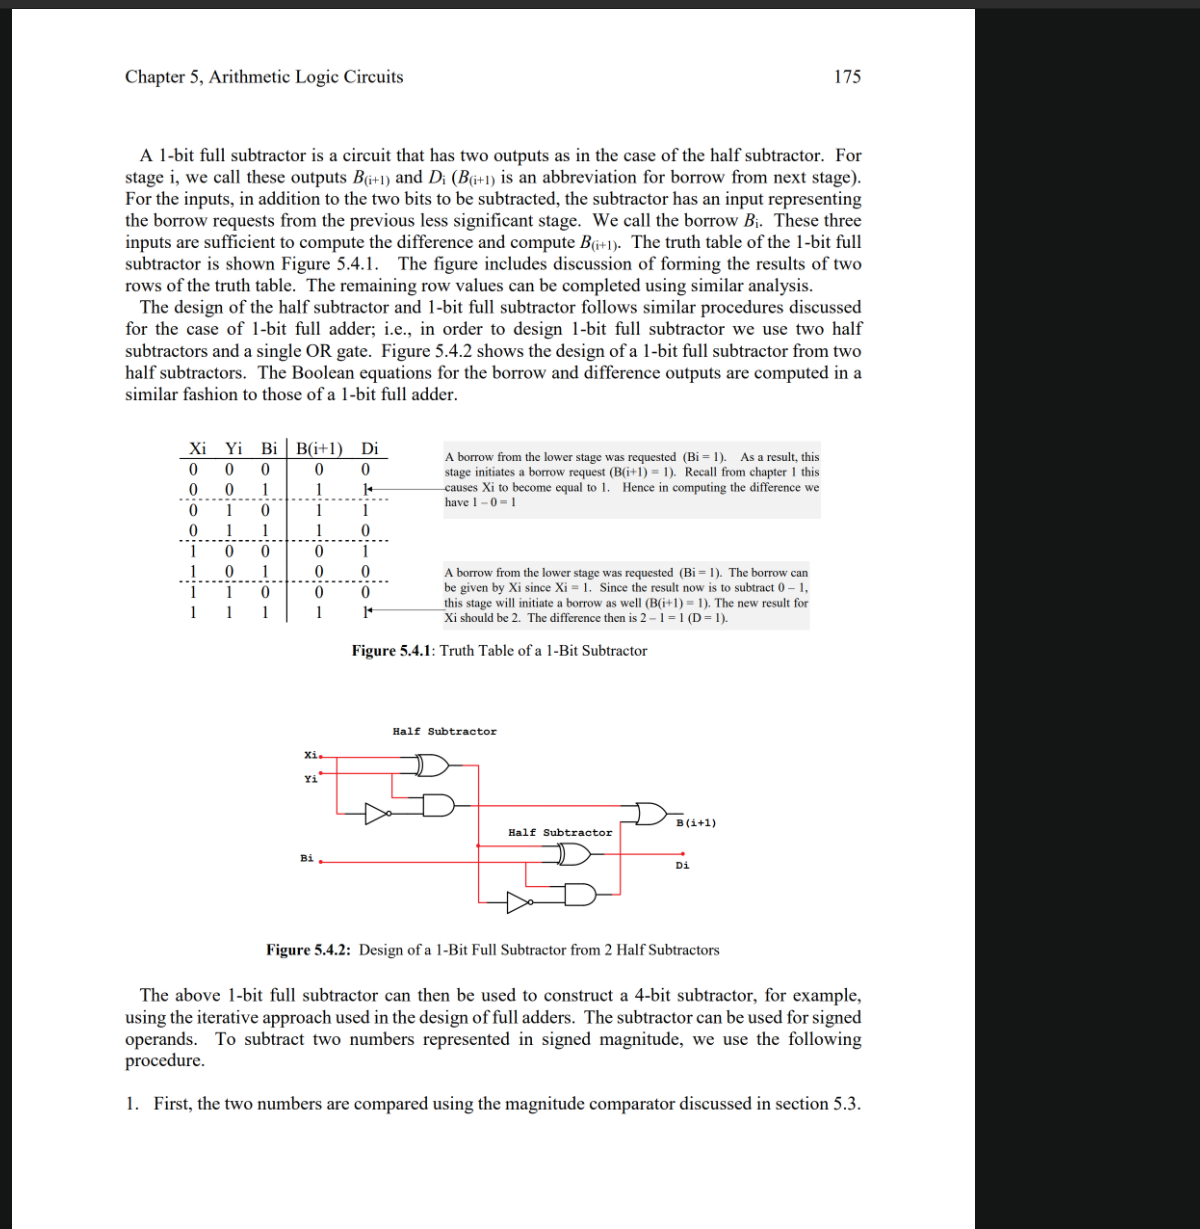 Chapter 5, Arithmetic Logic Circuits 175
A 1-bit full subtractor is a circuit that has two outputs as in the case of the half subtractor. For
stage i, we call these outputs B(i+1) and Di (B(i+1) is an abbreviation for borrow from next stage).
For the inputs, in addition to the two bits to be subtracted, the subtractor has an input representing
the borrow requests from the previous less significant stage. We call the borrow Bi. These three
inputs are sufficient to compute the difference and compute B(i+1). The truth table of the 1-bit full
subtractor is shown Figure 5.4.1. The figure includes discussion of forming the results of two
rows of the truth table. The remaining row values can be completed using similar analysis.
The design of the half subtractor and 1-bit full subtractor follows similar procedures discussed
for the case of 1-bit full adder; i.e., in order to design 1-bit full subtractor we use two half
subtractors and a single OR gate. Figure 5.4.2 shows the design of a 1-bit full subtractor from two
half subtractors. The Boolean equations for the borrow and difference outputs are computed in a
similar fashion to those of a 1-bit full adder.
Xi Yi Bi B(i+1) Di
0 0 0 0 0
0 0 1 1 1
0 1 0 1 1
0 1 1 1 0
1 0 0 0 1
1 0 1 0 0
1 1 0 0 0
1 1 1 1 1
A borrow from the lower stage was requested (Bi = 1). As a result, this
stage initiates a borrow request (B(i+1) = 1). Recall from chapter 1 this
causes Xi to become equal to 1. Hence in computing the difference we
have 1 – 0 = 1
A borrow from the lower stage was requested (Bi = 1). The borrow can
be given by Xi since Xi = 1. Since the result now is to subtract 0 – 1,
this stage will initiate a borrow as well (B(i+1) = 1). The new result for
Xi should be 2. The difference then is 2 – 1 = 1 (D = 1).
Figure 5.4.1: Truth Table of a 1-Bit Subtractor
Half Subtractor
Xi
Yi
B(i+1)
Half Subtractor
Bi
Di
Figure 5.4.2: Design of a 1-Bit Full Subtractor from 2 Half Subtractors
The above 1-bit full subtractor can then be used to construct a 4-bit subtractor, for example,
using the iterative approach used in the design of full adders. The subtractor can be used for signed
operands. To subtract two numbers represented in signed magnitude, we use the following
procedure.
1. First, the two numbers are compared using the magnitude comparator discussed in section 5.3.